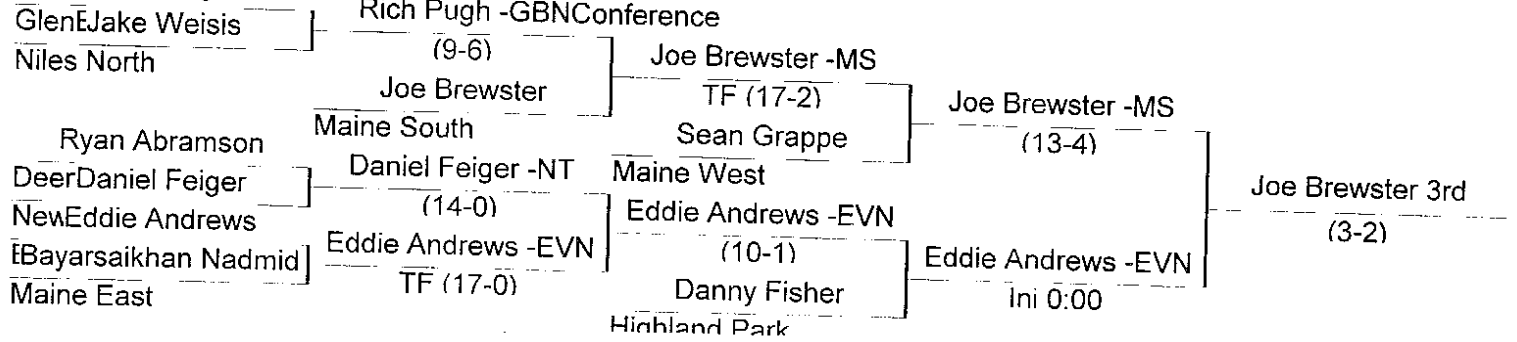 Rich Pugh -GBNConference
GlenEJake Weisis
(9-6)
Niles North
Joe Brewster -MS
Joe Brewster
TF (17-2)
Joe Brewster -MS
Maine South
Sean Grappe
(13-4)
Ryan Abramson
Daniel Feiger -NT
Maine West
DeerDaniel Feiger
Joe Brewster 3rd
(14-0)
NewEddie Andrews
Eddie Andrews -EVN
(3-2)
Eddie Andrews -EVN
(10-1)
EBayarsaikhan Nadmid
Eddie Andrews -EVN
TF (17-0)
Danny Fisher
Maine East
Ini 0:00
Highland Park